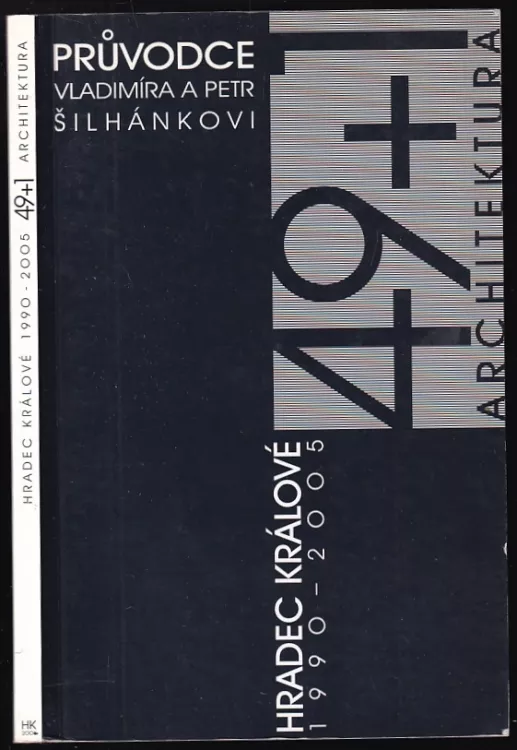 PRŮVODCE
VLADIMÍRA A PETR
ŠILHÁNKOVI
49+1
ARCHITEKTURA
HRADEC KRÁLOVÉ
1990–2005
HRADEC KRÁLOVÉ 1990-2005 49+1 ARCHITEKTURA
HK